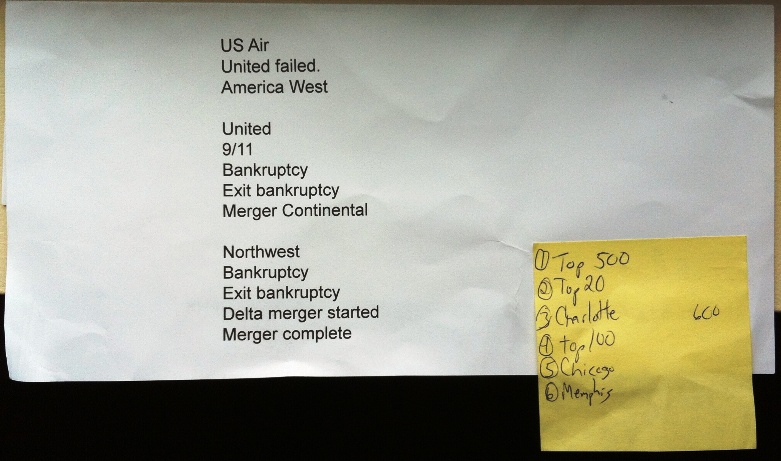 US Air
United failed.
America West
United
9/11
Bankruptcy
Exit bankruptcy
Merger Continental
Northwest
Bankruptcy
Exit bankruptcy
Delta merger started
Merger complete
① Top 500
② Top 20
③ Charlotte 600
④ Top 100
⑤ Chicago
⑥ Memphis